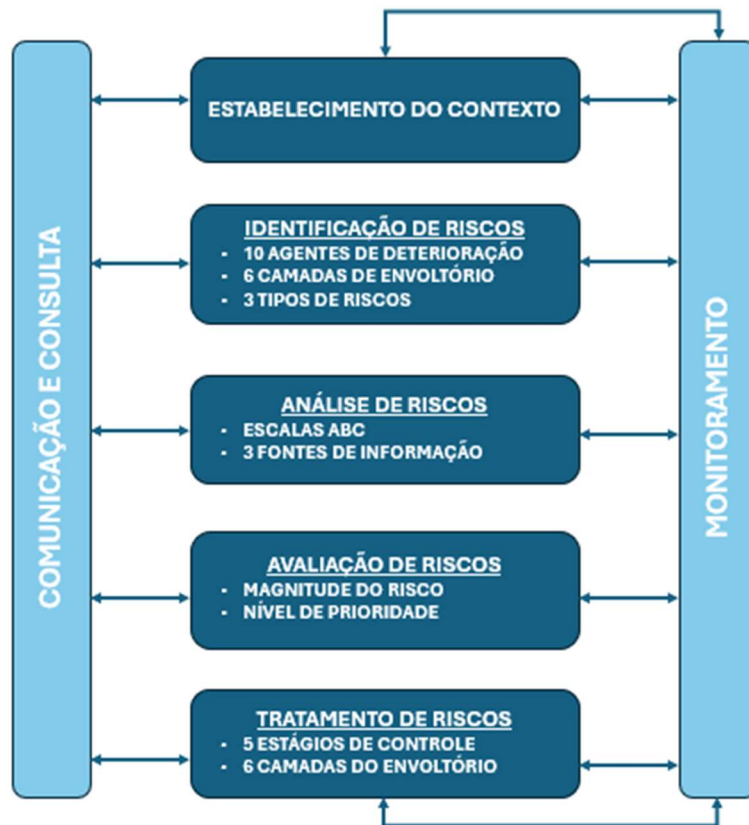 COMUNICAÇÃO E CONSULTA
ESTABELECIMENTO DO CONTEXTO
IDENTIFICAÇÃO DE RISCOS
- 10 AGENTES DE DETERIORAÇÃO
- 6 CAMADAS DE ENVOLTÓRIO
- 3 TIPOS DE RISCOS
ANÁLISE DE RISCOS
- ESCALAS ABC
- 3 FONTES DE INFORMAÇÃO
AVALIAÇÃO DE RISCOS
- MAGNITUDE DO RISCO
- NÍVEL DE PRIORIDADE
TRATAMENTO DE RISCOS
- 5 ESTÁGIOS DE CONTROLE
- 6 CAMADAS DO ENVOLTÓRIO
MONITORAMENTO